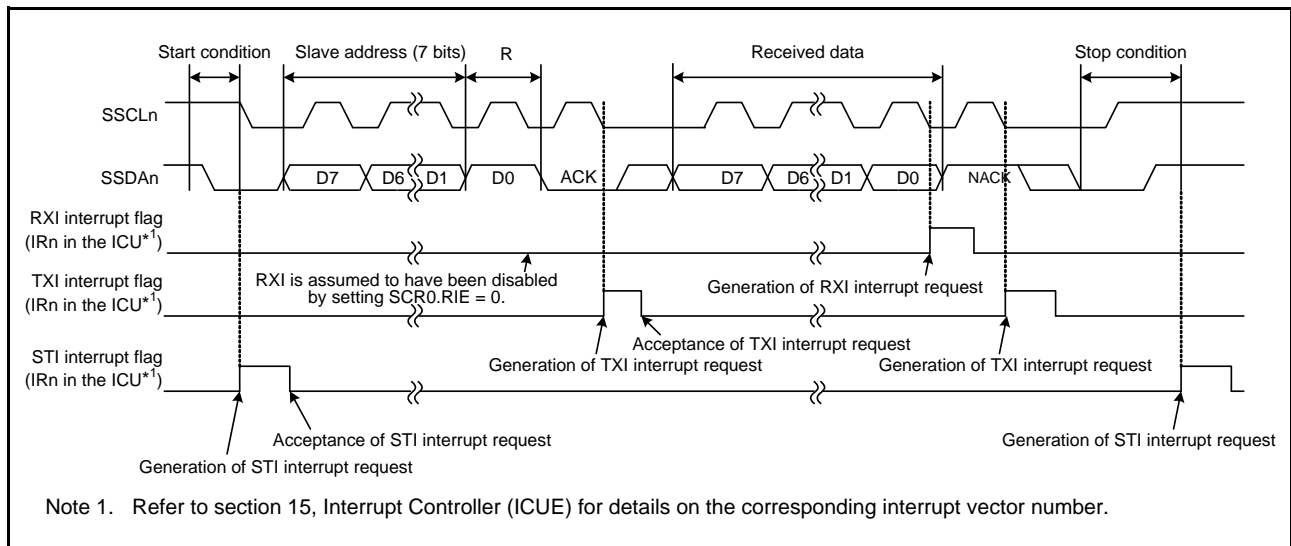 Start condition
Slave address (7 bits)
R
Received data
Stop condition
SSCLn
SSDAn
D7
D6
D1
D0
ACK
D7
D6
D1
D0
NACK
RXI interrupt flag
(IRn in the ICU*1)
RXI is assumed to have been disabled
by setting SCR0.RIE = 0.
Generation of RXI interrupt request
TXI interrupt flag
(IRn in the ICU*1)
Acceptance of TXI interrupt request
Generation of TXI interrupt request
Generation of TXI interrupt request
STI interrupt flag
(IRn in the ICU*1)
Acceptance of STI interrupt request
Generation of STI interrupt request
Generation of STI interrupt request
Note 1. Refer to section 15, Interrupt Controller (ICUE) for details on the corresponding interrupt vector number.